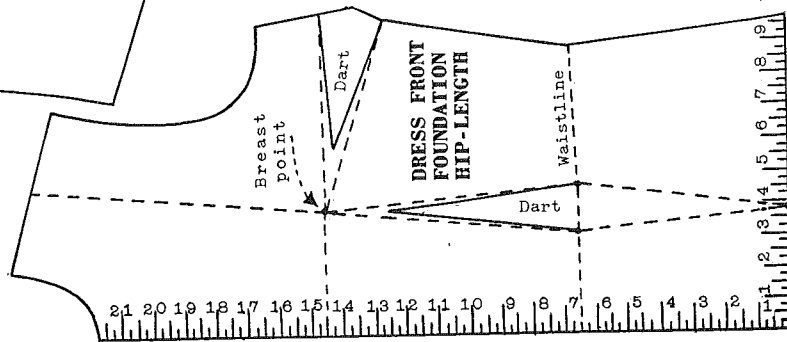 Dart
DRESS FRONT
FOUNDATION
HIP-LENGTH
Waistline
Breast
point
Dart
21 20 19 18 17 16 15 14 13 12 11 10 9 8 7 6 5 4 3 2 1
9
8
7
6
5
4
3
2
1